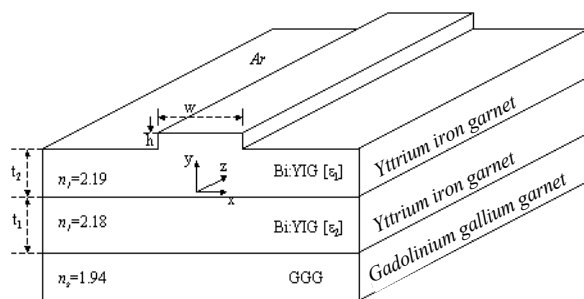 Ar
w
h
y
z
x
t₂
n₁=2.19
Bi:YIG [ε₁]
Yttrium iron garnet
t₁
n₁=2.18
Bi:YIG [ε₂]
Yttrium iron garnet
nₛ=1.94
GGG
Gadolinium gallium garnet